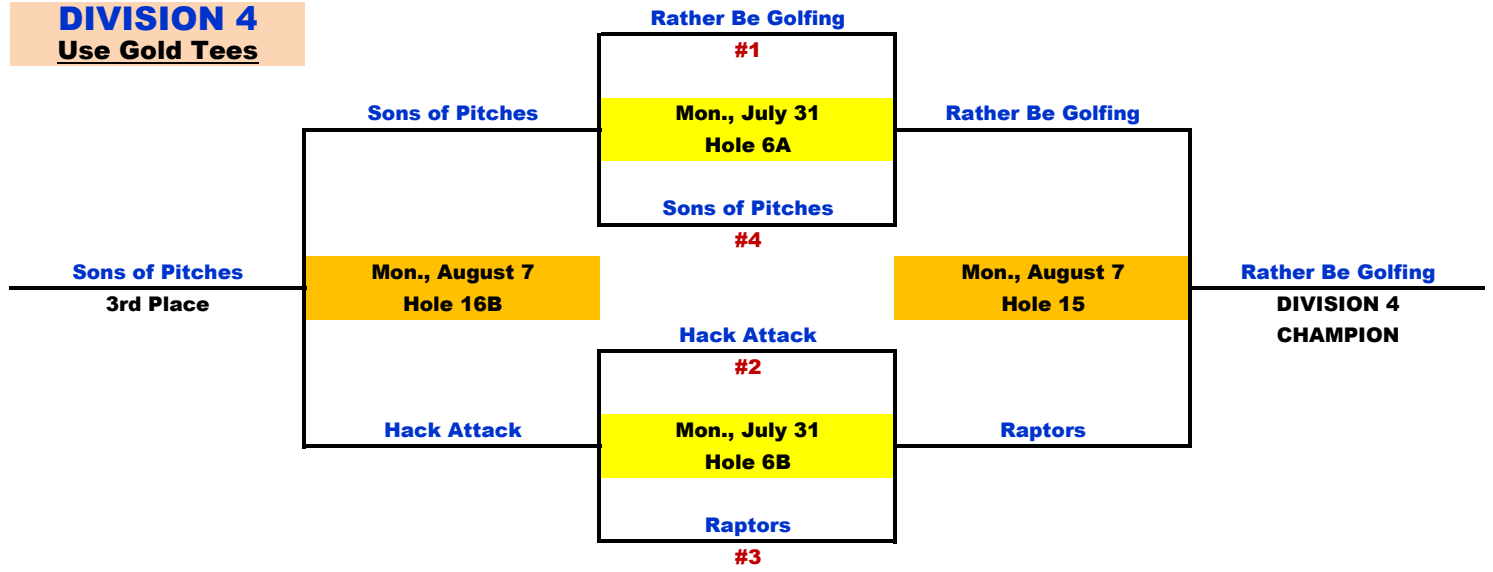 DIVISION 4
Use Gold Tees
Rather Be Golfing
#1
Sons of Pitches
Mon., July 31
Hole 6A
Rather Be Golfing
Sons of Pitches
#4
Sons of Pitches
3rd Place
Mon., August 7
Hole 16B
Mon., August 7
Hole 15
Rather Be Golfing
DIVISION 4
CHAMPION
Hack Attack
#2
Hack Attack
Mon., July 31
Hole 6B
Raptors
Raptors
#3